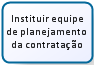 Instituir equipe
de planejamento
da contratação